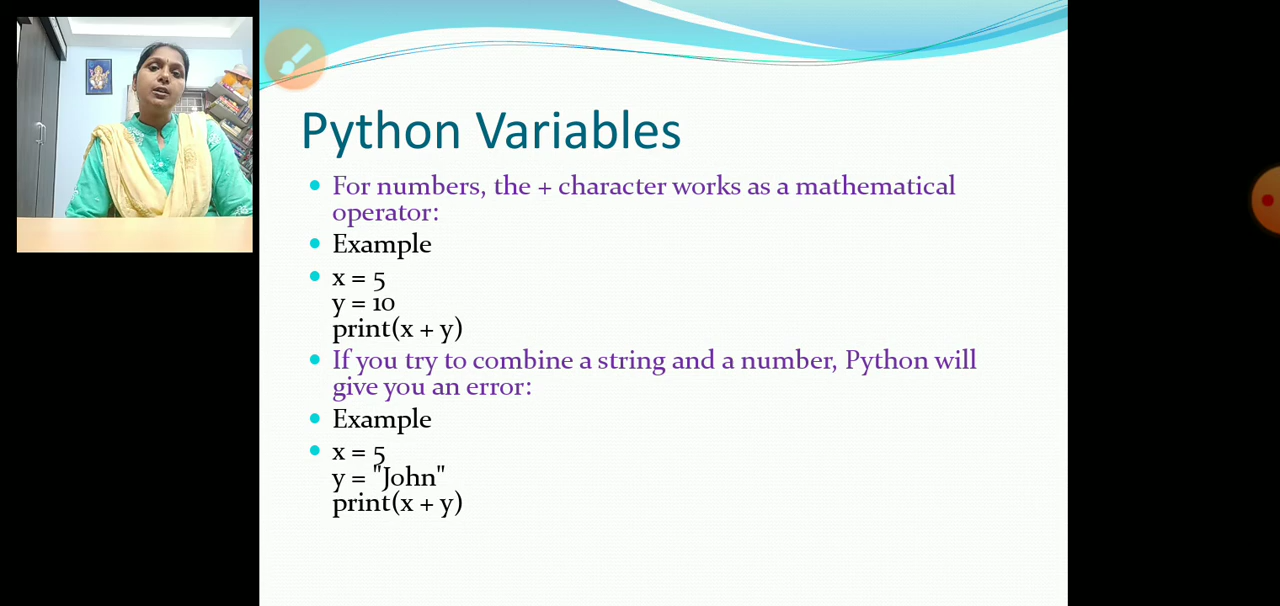 Python Variables
For numbers, the + character works as a mathematical
operator:
Example
x = 5
y = 10
print(x + y)
If you try to combine a string and a number, Python will
give you an error:
Example
x = 5
y = "John"
print(x + y)